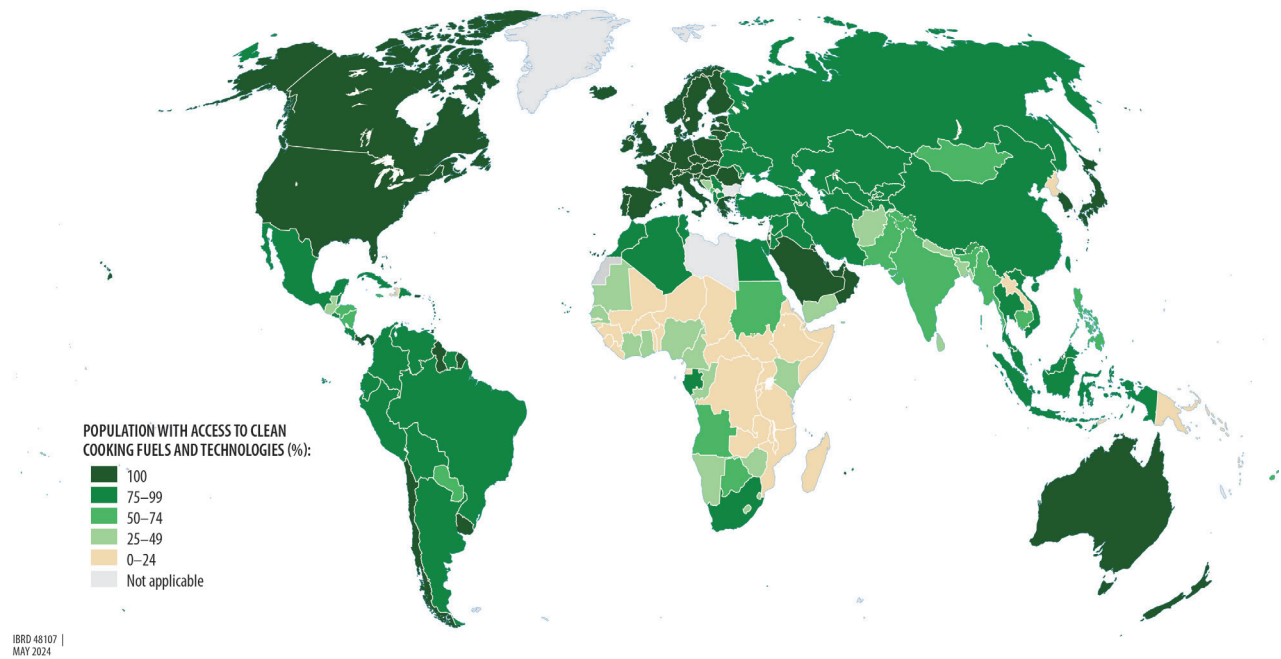 POPULATION WITH ACCESS TO CLEAN
COOKING FUELS AND TECHNOLOGIES (%):
100
75–99
50–74
25–49
0–24
Not applicable
IBRD 48107 |
MAY 2024